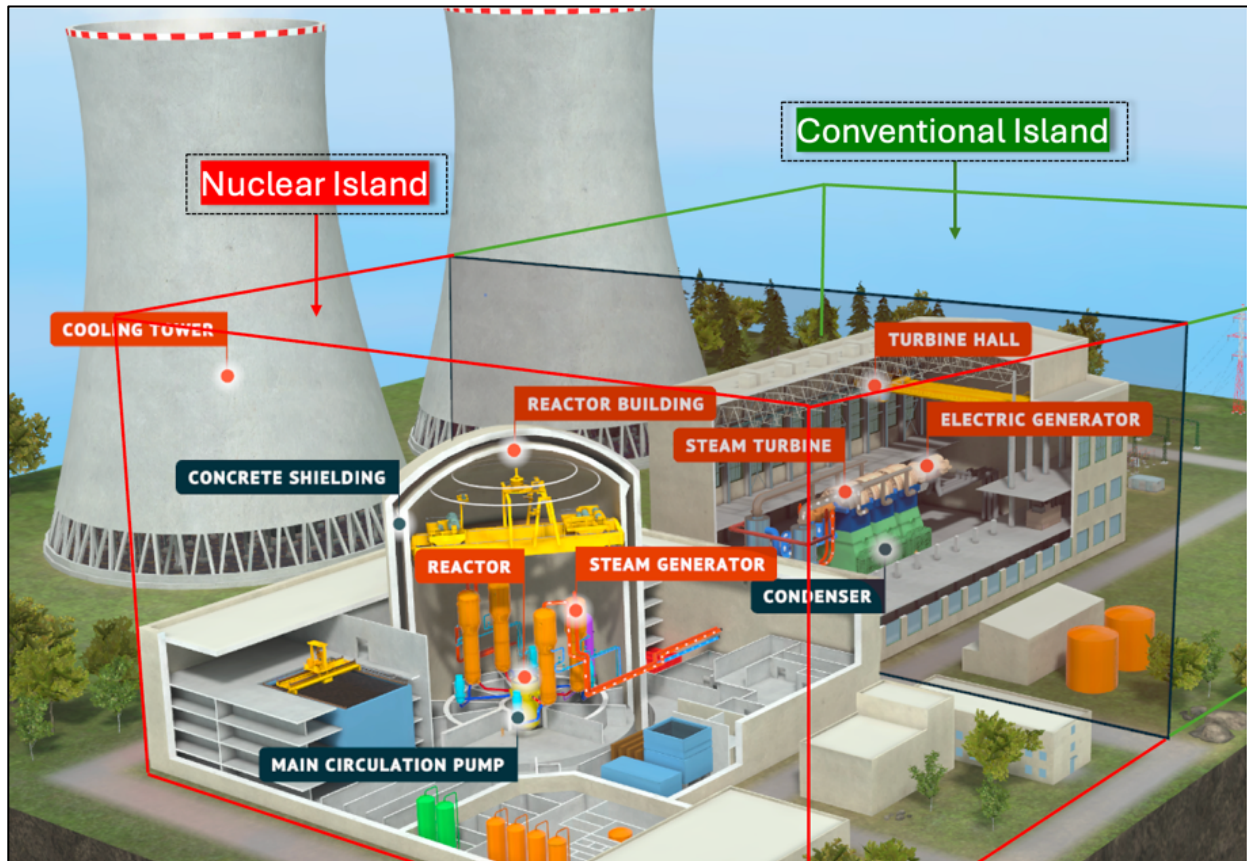 Conventional Island
Nuclear Island
COOLING TOWER
TURBINE HALL
REACTOR BUILDING
ELECTRIC GENERATOR
STEAM TURBINE
CONCRETE SHIELDING
REACTOR
STEAM GENERATOR
CONDENSER
MAIN CIRCULATION PUMP